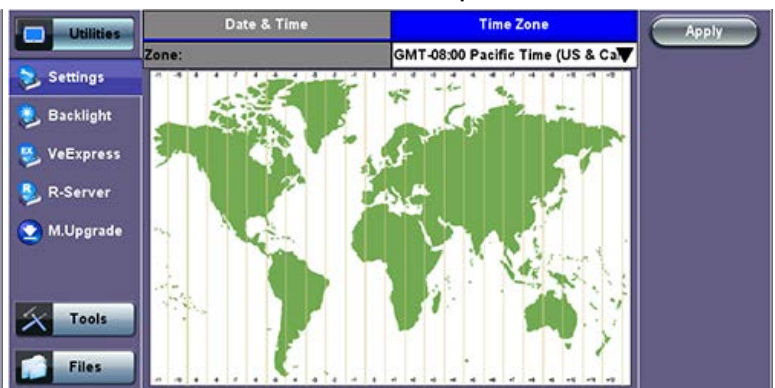 Utilities
Date & Time
Time Zone
Apply
Zone:
GMT-08:00 Pacific Time (US & Ca
Settings
Backlight
VeExpress
R-Server
M.Upgrade
Tools
Files